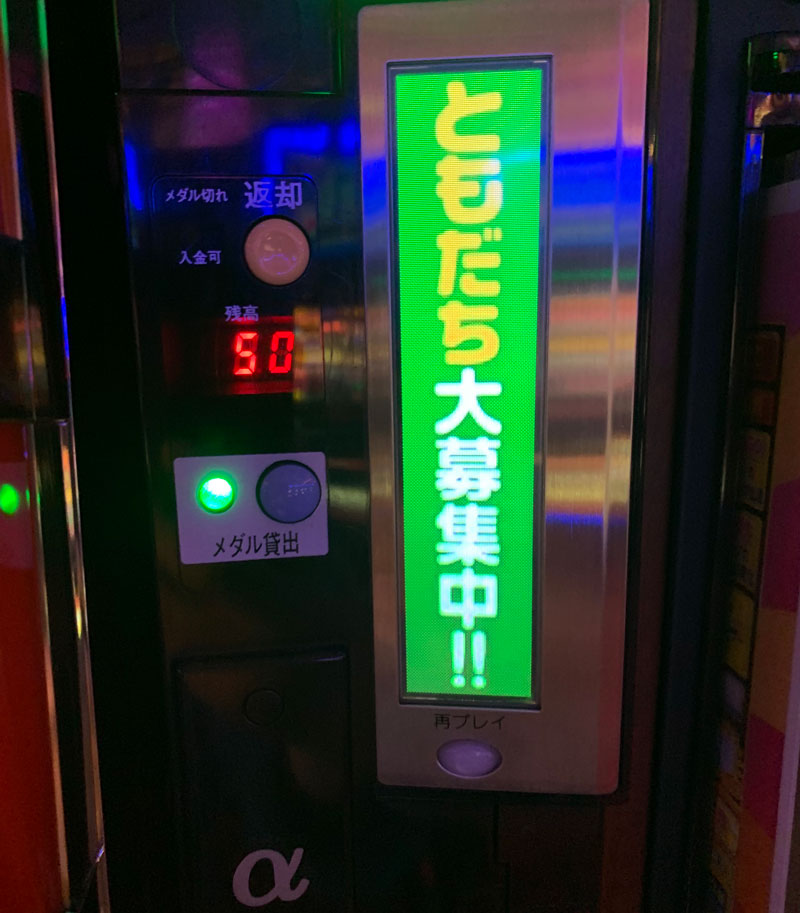 メダル切れ 返却
入金可
残高
50
メダル貸出
ともだち大募集中!!
再プレイ
α